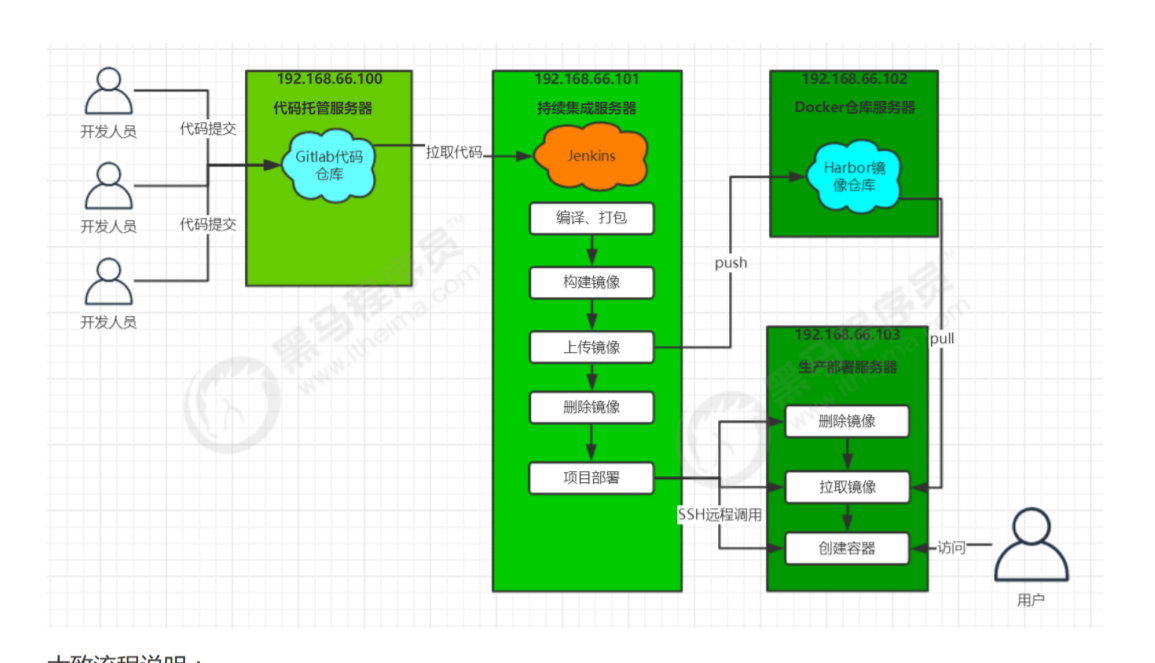 192.168.66.100
代码托管服务器
Gitlab代码
仓库
开发人员
代码提交
开发人员
代码提交
开发人员
拉取代码
192.168.66.101
持续集成服务器
Jenkins
编译、打包
构建镜像
上传镜像
删除镜像
项目部署
push
SSH远程调用
192.168.66.102
Docker仓库服务器
Harbor镜
像仓库
pull
192.168.66.103
生产部署服务器
删除镜像
拉取镜像
创建容器
访问
用户
黑马程序员™
www.itheima.com
黑马程序员
www.itheima.com
大致流程说明：